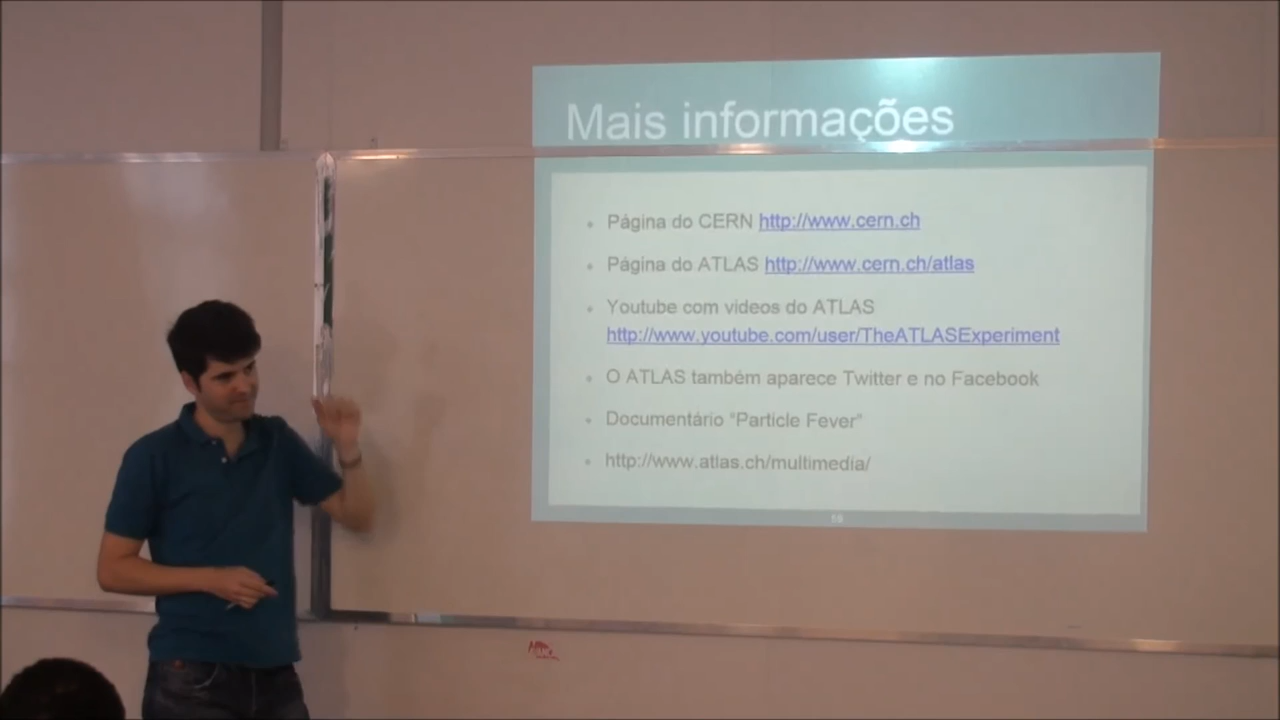 Mais informações
Página do CERN http://www.cern.ch
Página do ATLAS http://www.cern.ch/atlas
Youtube com videos do ATLAS
http://www.youtube.com/user/TheATLASExperiment
O ATLAS também aparece Twitter e no Facebook
Documentário "Particle Fever"
http://www.atlas.ch/multimedia/